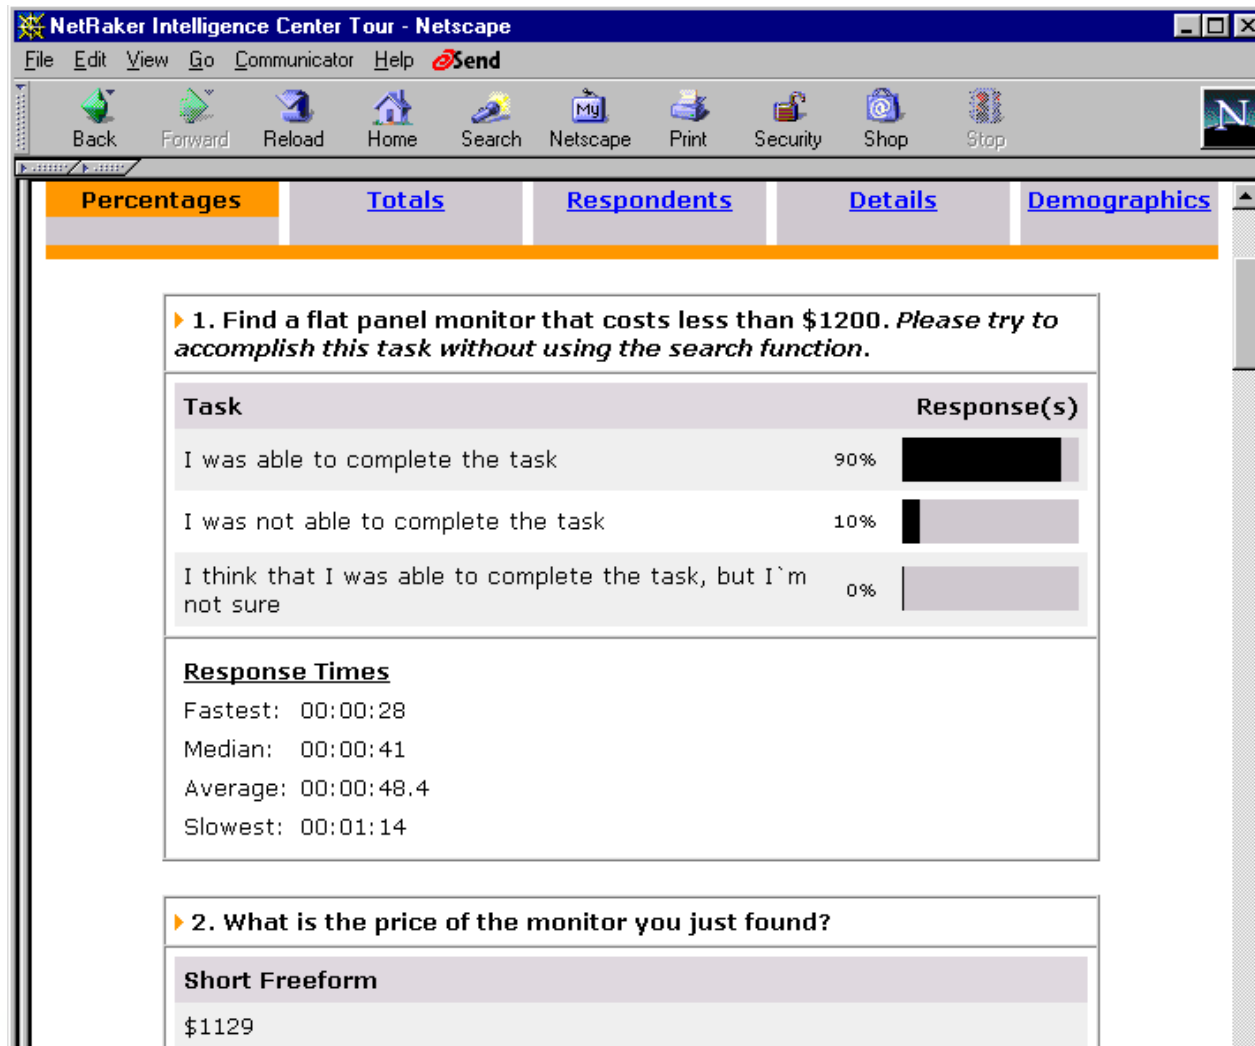 NetRaker Intelligence Center Tour - Netscape
File Edit View Go Communicator Help Send
Back Forward Reload Home Search My Netscape Print Security Shop Stop N
Percentages Totals Respondents Details Demographics
1. Find a flat panel monitor that costs less than $1200. Please try to
accomplish this task without using the search function.
Task Response(s)
I was able to complete the task 90%
I was not able to complete the task 10%
I think that I was able to complete the task, but I`m
not sure 0%
Response Times
Fastest: 00:00:28
Median: 00:00:41
Average: 00:00:48.4
Slowest: 00:01:14
2. What is the price of the monitor you just found?
Short Freeform
$1129